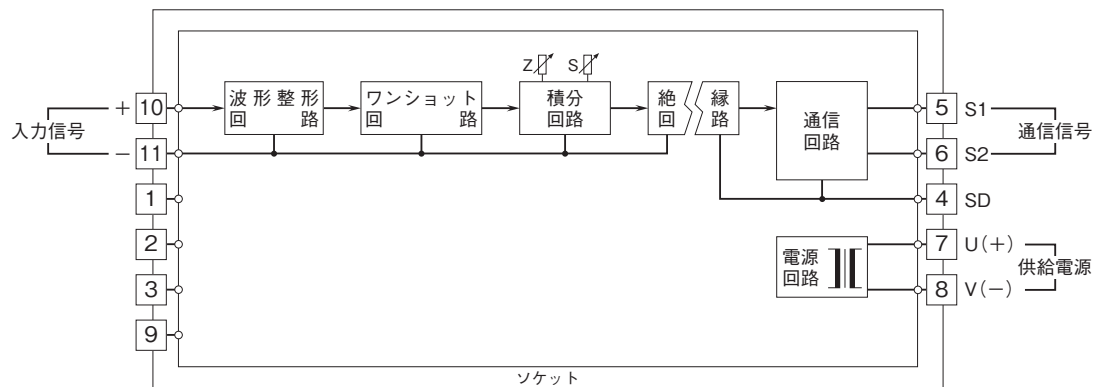 Z S
波形整形
回路
ワンショット
回路
積分
回路
絶縁
回路
通信
回路
入力信号
+ 10
− 11
1
2
3
9
5 S1
6 S2
通信信号
4 SD
7 U(+)
8 V(−)
供給電源
電源
回路
ソケット